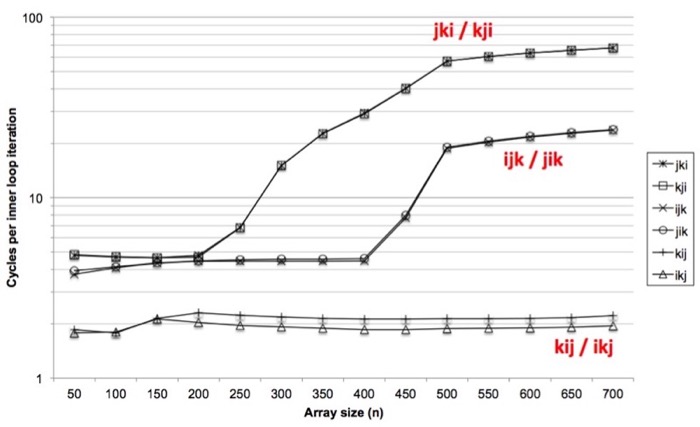 100
jki / kji
ijk / jik
Cycles per inner loop iteration
10
jki
kji
ijk
jik
kij
ikj
kij / ikj
1
50 100 150 200 250 300 350 400 450 500 550 600 650 700
Array size (n)